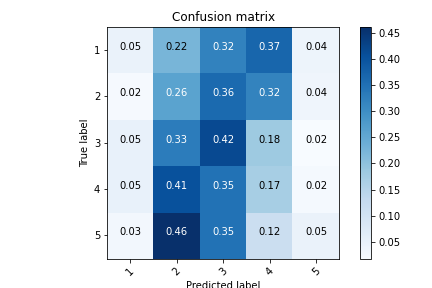 Confusion matrix
1 0.05 0.22 0.32 0.37 0.04
2 0.02 0.26 0.36 0.32 0.04
3 0.05 0.33 0.42 0.18 0.02
4 0.05 0.41 0.35 0.17 0.02
5 0.03 0.46 0.35 0.12 0.05
True label
1 2 3 4 5
Predicted label
0.45
0.40
0.35
0.30
0.25
0.20
0.15
0.10
0.05